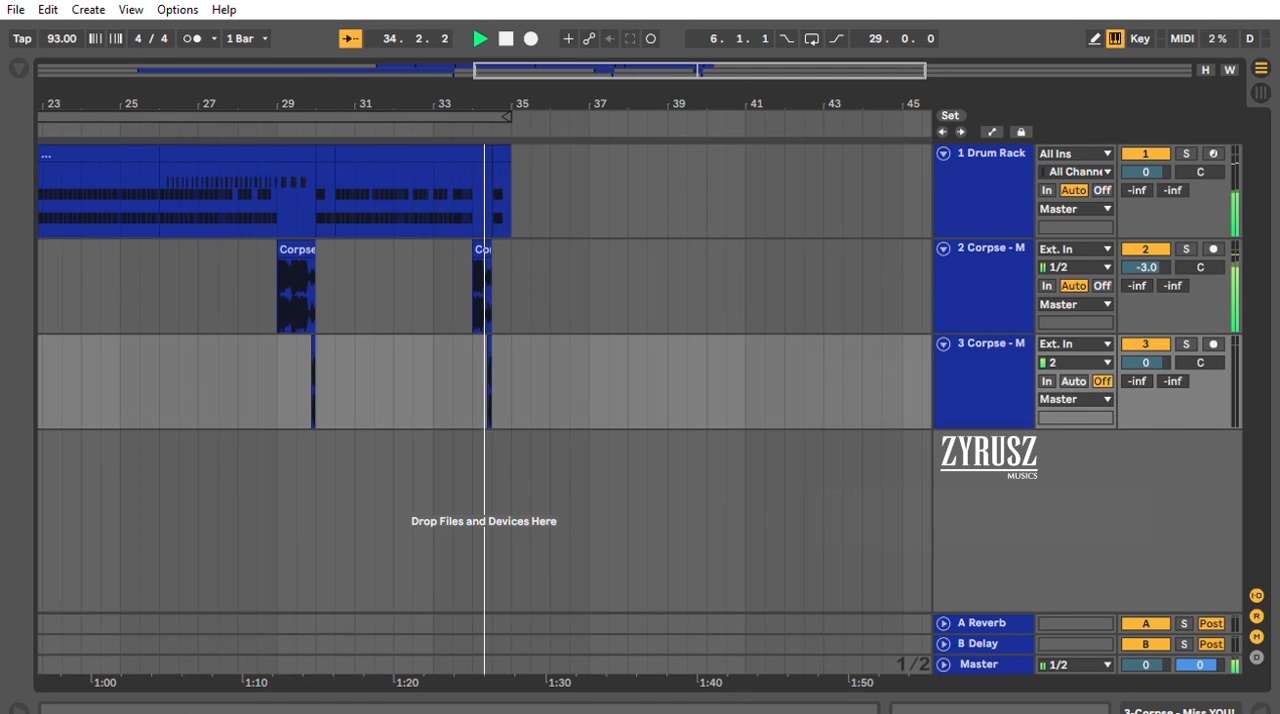 File Edit Create View Options Help
Tap 93.00 4 / 4 1 Bar 34. 2. 2 6. 1. 1 29. 0. 0 Key MIDI 2 % D
H W
23 25 27 29 31 33 35 37 39 41 43 45
Set
... 1 Drum Rack All Ins 1 S
All Channe 0 C
In Auto Off -inf -inf
Master
Corpse Co 2 Corpse - M Ext. In 2 S
1/2 -3.0 C
In Auto Off -inf -inf
Master
3 Corpse - M Ext. In 3 S
2 0 C
In Auto Off -inf -inf
Master
ZYRUSZ
MUSICS
Drop Files and Devices Here
A Reverb A S Post
B Delay B S Post
1/2 Master 1/2 0 0
I·O
R
M
D
1:00 1:10 1:20 1:30 1:40 1:50
3-Corpse - Miss YOU!